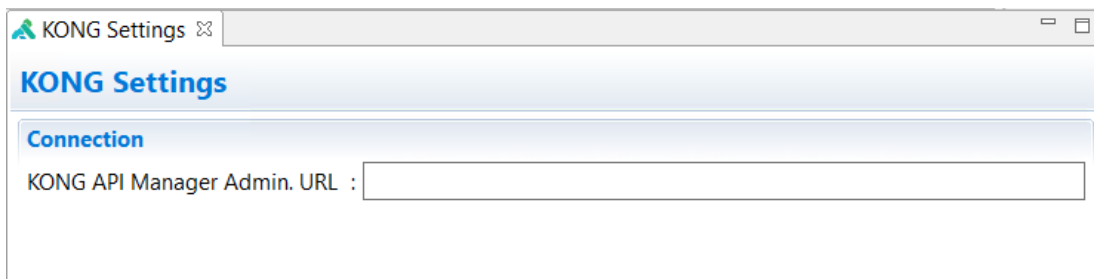 KONG Settings
KONG Settings
Connection
KONG API Manager Admin. URL :